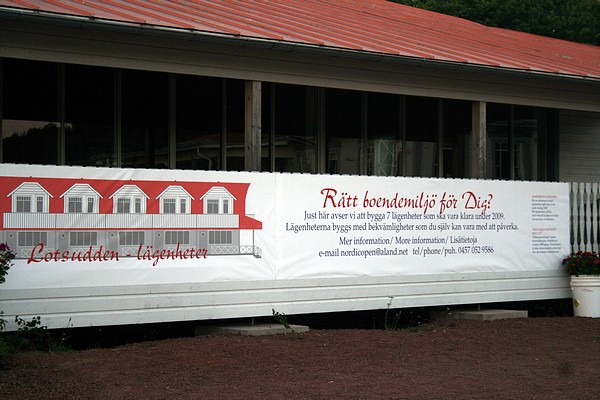 Lotsudden - lägenheter
Rätt boendemiljö för Dig?
Just här avser vi att bygga 7 lägenheter som ska vara klara under 2009.
Lägenheterna byggs med bekvämligheter som du själv kan vara med att påverka.
Mer information/ More information/ Lisätietoja
e-mail nordicopen@aland.net tel/phone/puh. 0457 052 9586